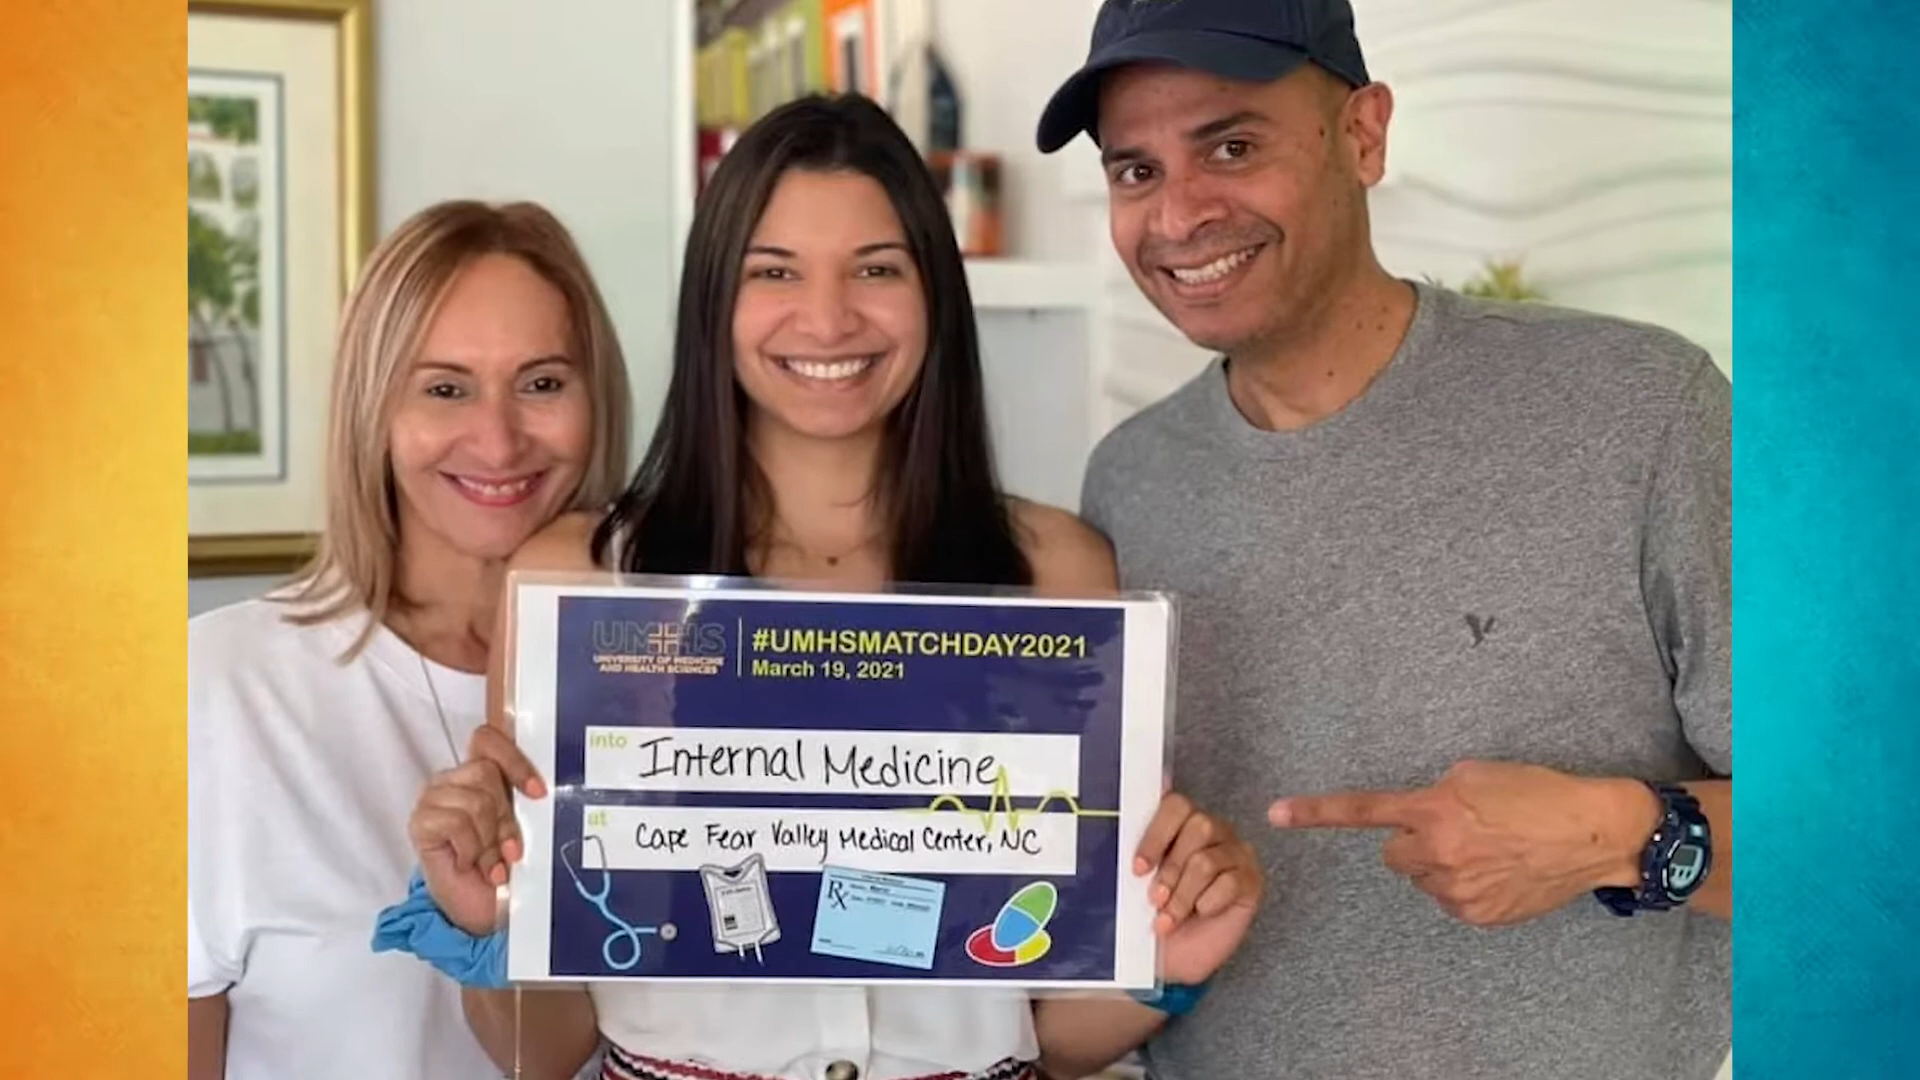 UMHS
UNIVERSITY OF MEDICINE
AND HEALTH SCIENCES
#UMHSMATCHDAY2021
March 19, 2021
into Internal Medicine
at Cape Fear Valley Medical Center, NC
Rx